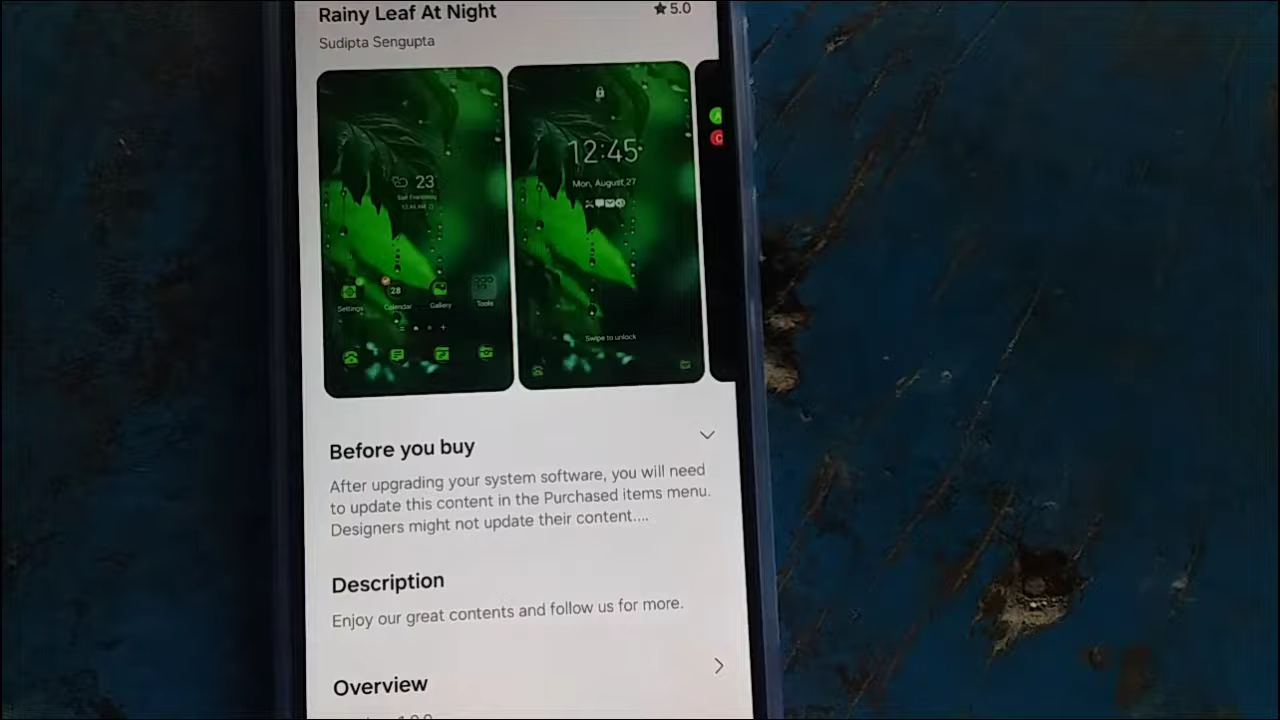 Rainy Leaf At Night
★5.0
Sudipta Sengupta
23
28
Settings
Calendar
Gallery
Tools
12:45
Mon, August 27
Swipe to unlock
Before you buy
After upgrading your system software, you will need
to update this content in the Purchased items menu.
Designers might not update their content....
Description
Enjoy our great contents and follow us for more.
Overview